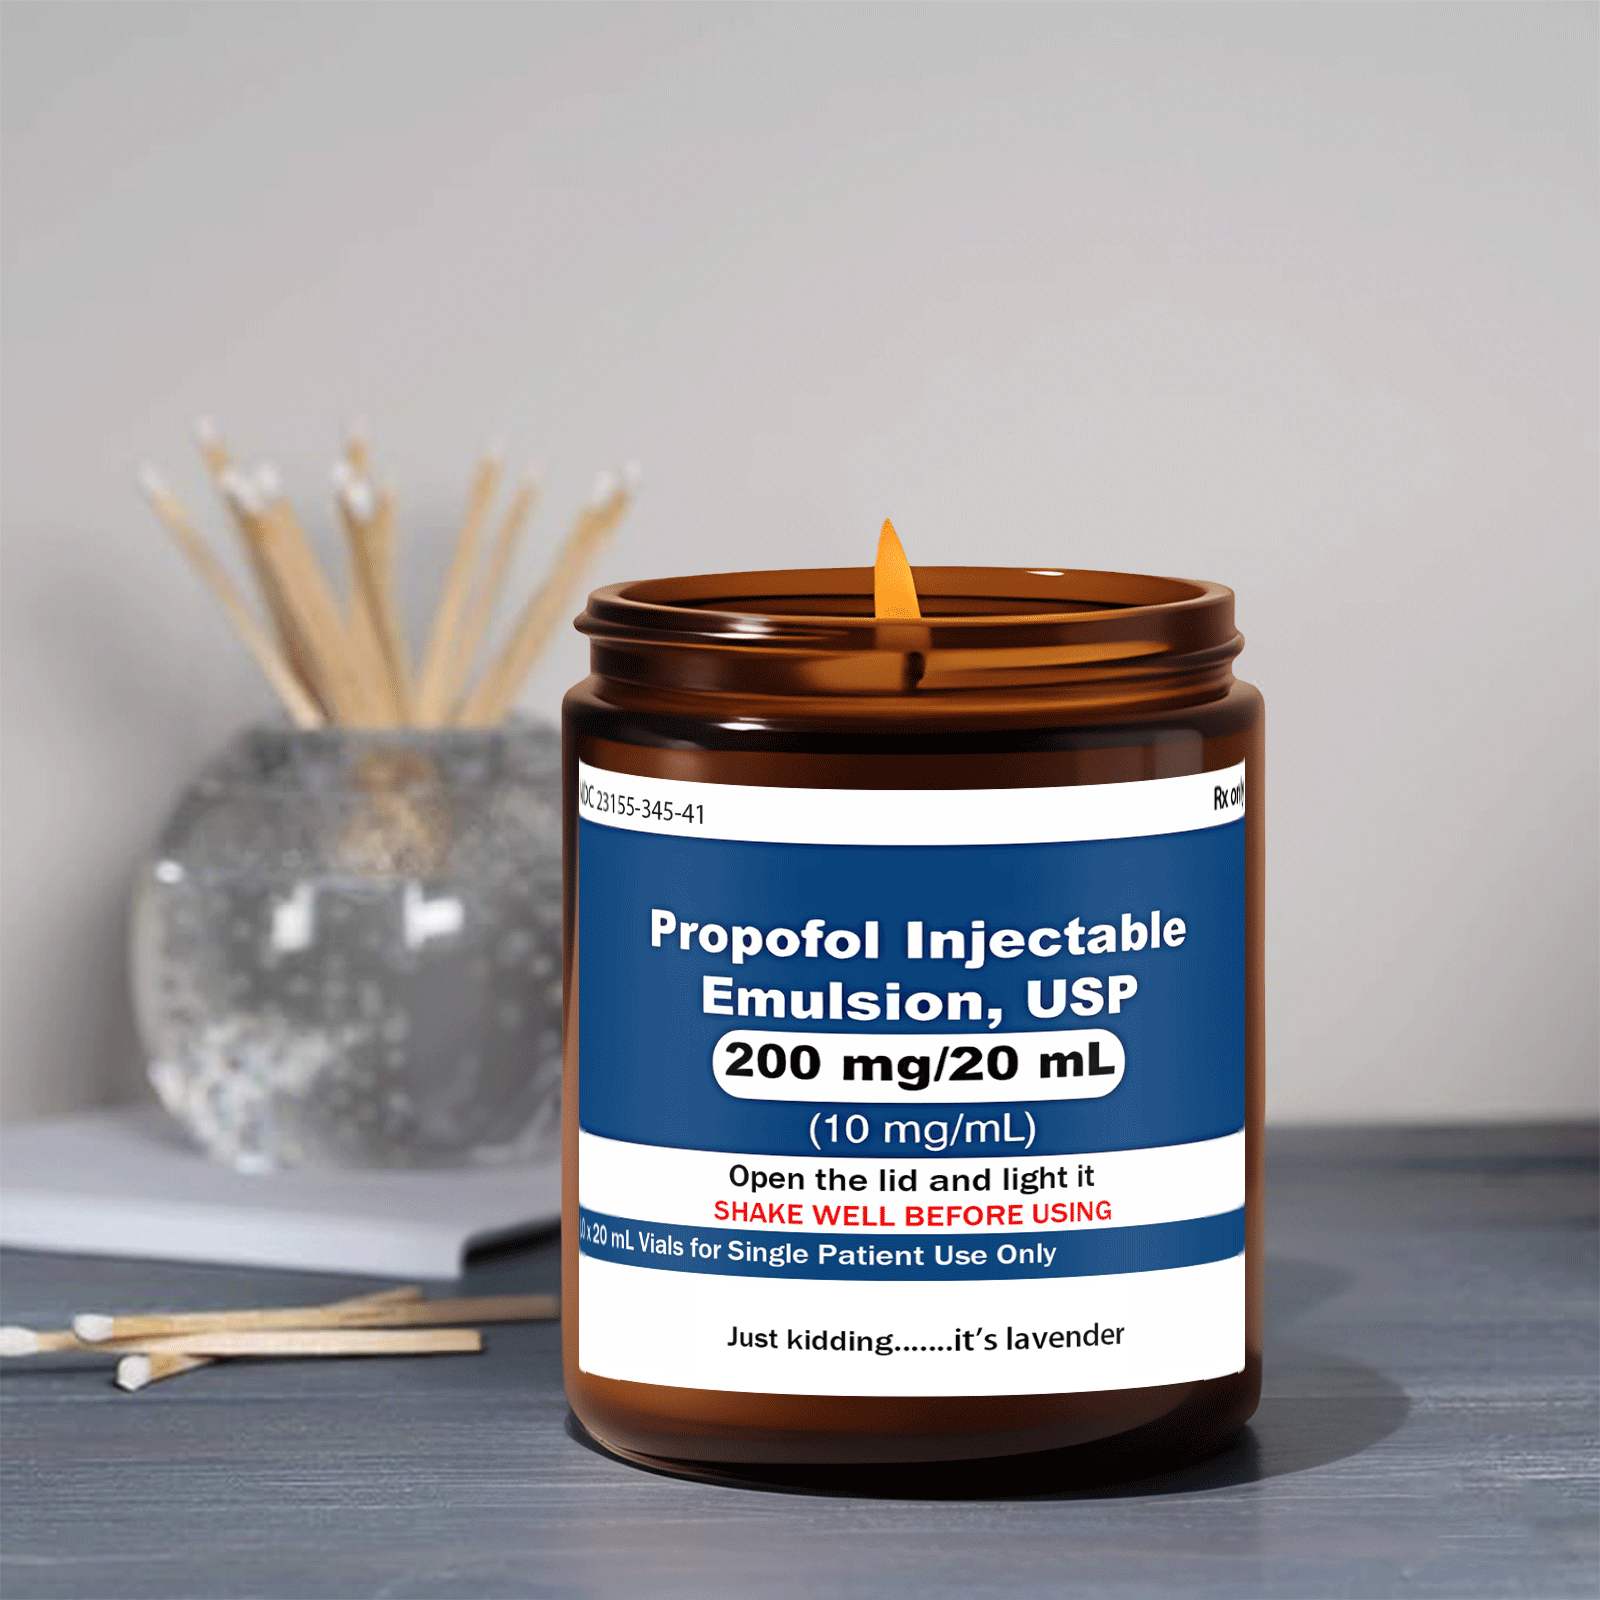 NDC 23155-345-41
Rx only
Propofol Injectable
Emulsion, USP
200 mg/20 mL
(10 mg/mL)
Open the lid and light it
SHAKE WELL BEFORE USING
x 20 mL Vials for Single Patient Use Only
Just kidding.......it's lavender